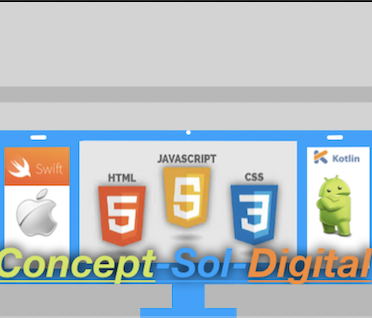 JAVASCRIPT
HTML
CSS
Swift
Kotlin
5
5
3
Concept-Sol-Digital